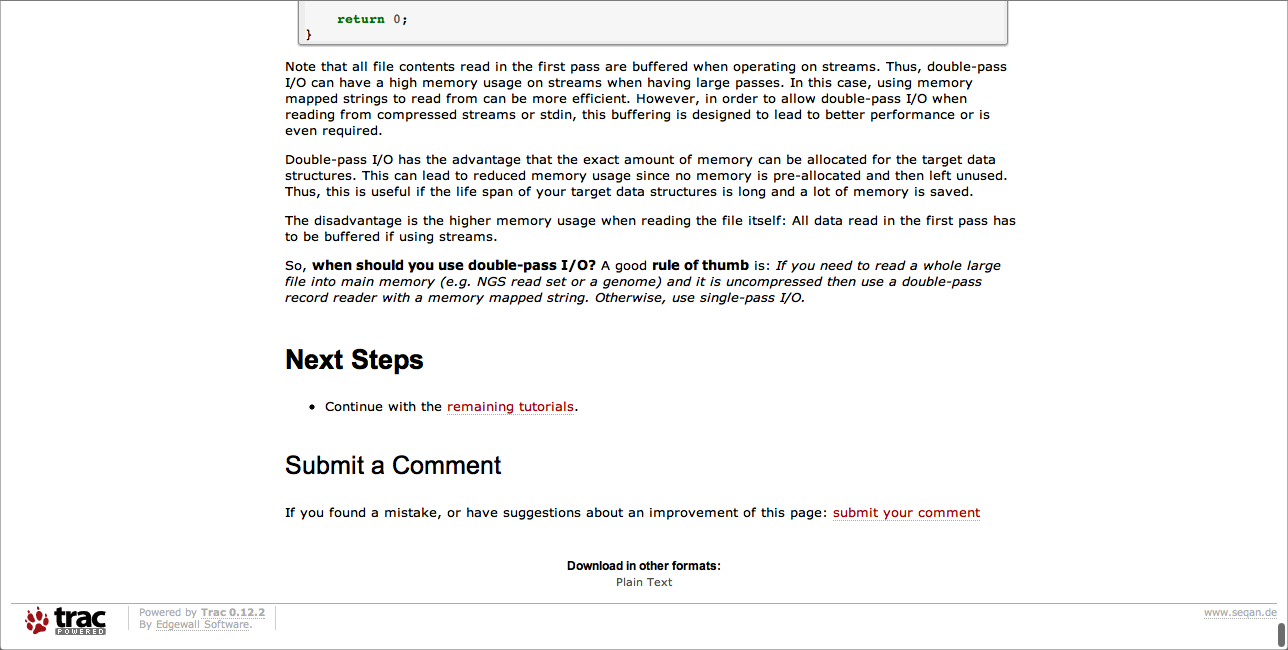 return 0;
}
Note that all file contents read in the first pass are buffered when operating on streams. Thus, double-pass
I/O can have a high memory usage on streams when having large passes. In this case, using memory
mapped strings to read from can be more efficient. However, in order to allow double-pass I/O when
reading from compressed streams or stdin, this buffering is designed to lead to better performance or is
even required.
Double-pass I/O has the advantage that the exact amount of memory can be allocated for the target data
structures. This can lead to reduced memory usage since no memory is pre-allocated and then left unused.
Thus, this is useful if the life span of your target data structures is long and a lot of memory is saved.
The disadvantage is the higher memory usage when reading the file itself: All data read in the first pass has
to be buffered if using streams.
So, when should you use double-pass I/O? A good rule of thumb is: If you need to read a whole large
file into main memory (e.g. NGS read set or a genome) and it is uncompressed then use a double-pass
record reader with a memory mapped string. Otherwise, use single-pass I/O.
Next Steps
• Continue with the remaining tutorials.
Submit a Comment
If you found a mistake, or have suggestions about an improvement of this page: submit your comment
Download in other formats:
Plain Text
trac
POWERED
Powered by Trac 0.12.2
By Edgewall Software.
www.seqan.de